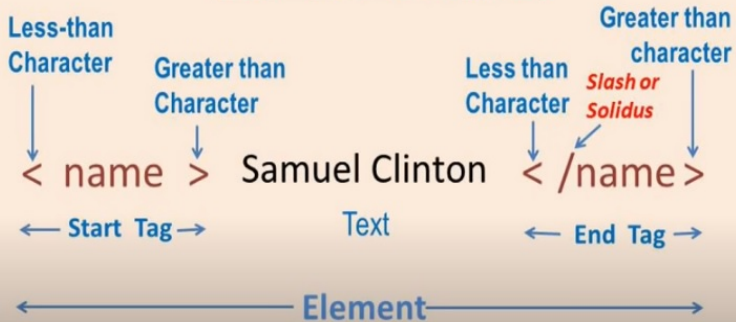 Less-than
Character
Greater than
Character
Less than
Character
Slash or
Solidus
Greater than
character
< name > Samuel Clinton < /name >
Start Tag
Text
End Tag
Element